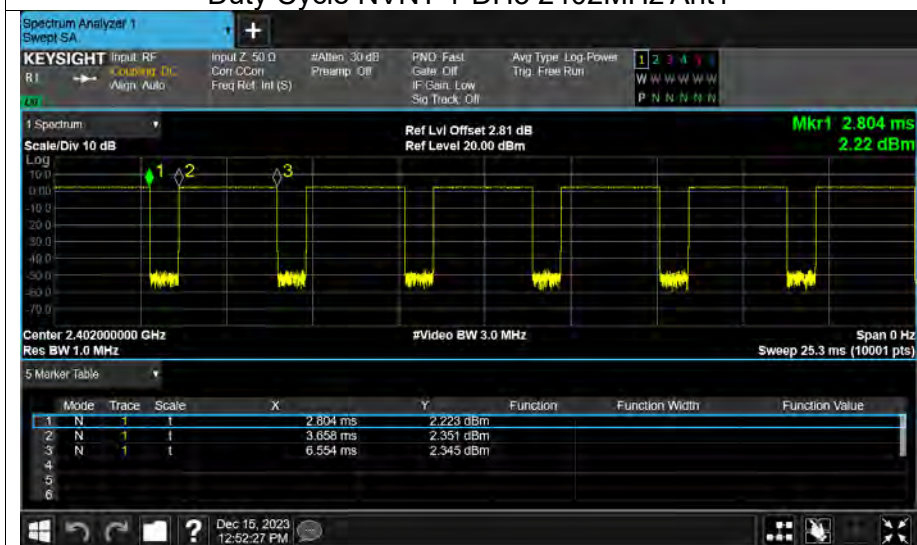 Duty Cycle NVNT 1-DH5 2402MHz Ant1
Spectrum Analyzer 1
Swept SA
+
KEYSIGHT Input: RF Input Z: 50 Ω #Atten: 30 dB PNO: Fast Avg Type: Log-Power 1 2 3 4 5 6
R1 Coupling: DC Corr CCorr Preamp: Off Gate: Off Trig: Free Run W W W W W W
Align: Auto Freq Ref: Int (S) IF Gain: Low
Sig Track: Off P N N N N N
1 Spectrum Ref Lvl Offset 2.81 dB Mkr1 2.804 ms
Scale/Div 10 dB Ref Level 20.00 dBm 2.22 dBm
Log
10.0 1 2 3
0.00
-10.0
-20.0
-30.0
-40.0
-50.0
-60.0
-70.0
Center 2.402000000 GHz #Video BW 3.0 MHz Span 0 Hz
Res BW 1.0 MHz Sweep 25.3 ms (10001 pts)
5 Marker Table
Mode Trace Scale X Y Function Function Width Function Value
1 N 1 t 2.804 ms 2.223 dBm
2 N 1 t 3.658 ms 2.351 dBm
3 N 1 t 6.554 ms 2.345 dBm
4
5
6
? Dec 15, 2023
12:52:27 PM